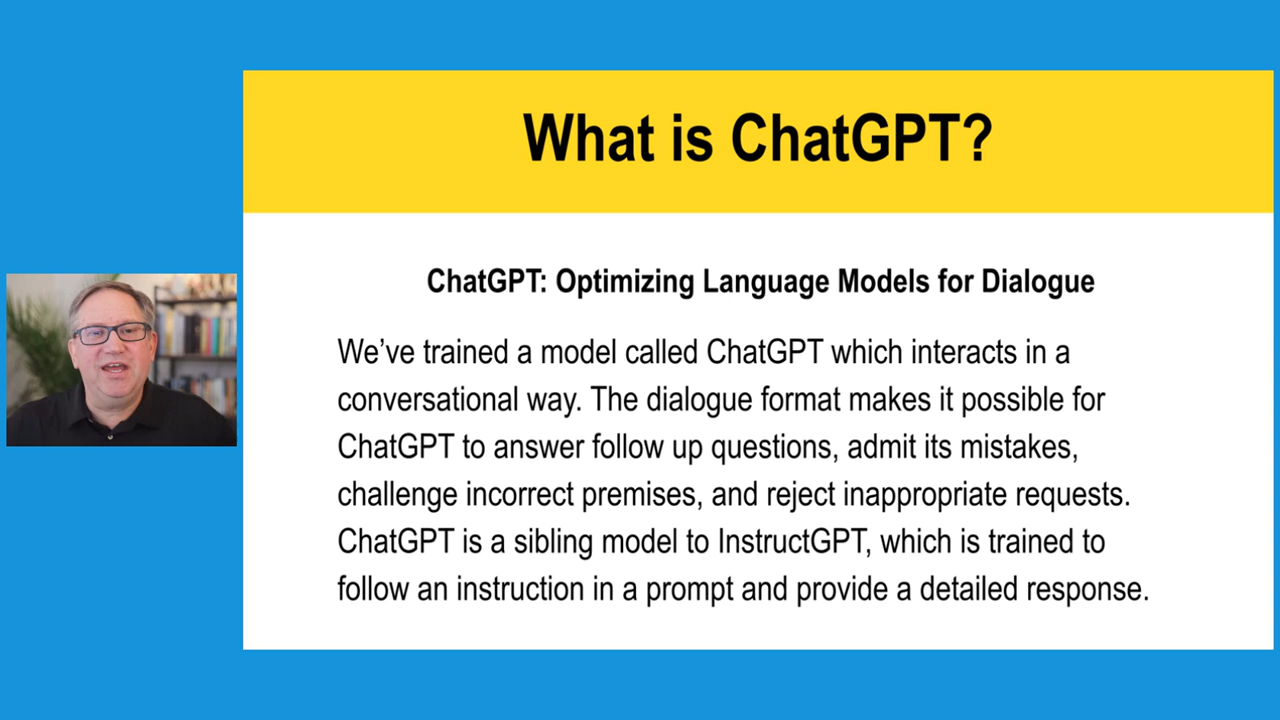 What is ChatGPT?
ChatGPT: Optimizing Language Models for Dialogue
We’ve trained a model called ChatGPT which interacts in a
conversational way. The dialogue format makes it possible for
ChatGPT to answer follow up questions, admit its mistakes,
challenge incorrect premises, and reject inappropriate requests.
ChatGPT is a sibling model to InstructGPT, which is trained to
follow an instruction in a prompt and provide a detailed response.